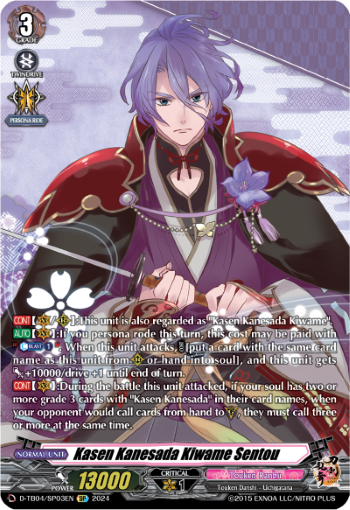 3
GRADE
TWINDRIVE
PERSONA RIDE
CONT [ / ]:This unit is also regarded as "Kasen Kanesada Kiwame".
AUTO [ ]:If you persona rode this turn, this cost may be paid with
BLAST 1 . When this unit attacks, [put a card with the same card
name as this unit from or hand into soul], and this unit gets
+10000/drive+1 until end of turn.
CONT [ ]:During the battle this unit attacked, if your soul has two or
more grade 3 cards with "Kasen Kanesada" in their card names, when
your opponent would call cards from hand to , they must call three
or more at the same time.
NORMAL UNIT
Kasen Kanesada Kiwame Sentou
POWER 13000
CRITICAL
1
Touken Ranbu
Touken Danshi - Uchigatana
D-TB04/SP03EN SP 2024
©2015 EXNOA LLC/NITRO PLUS